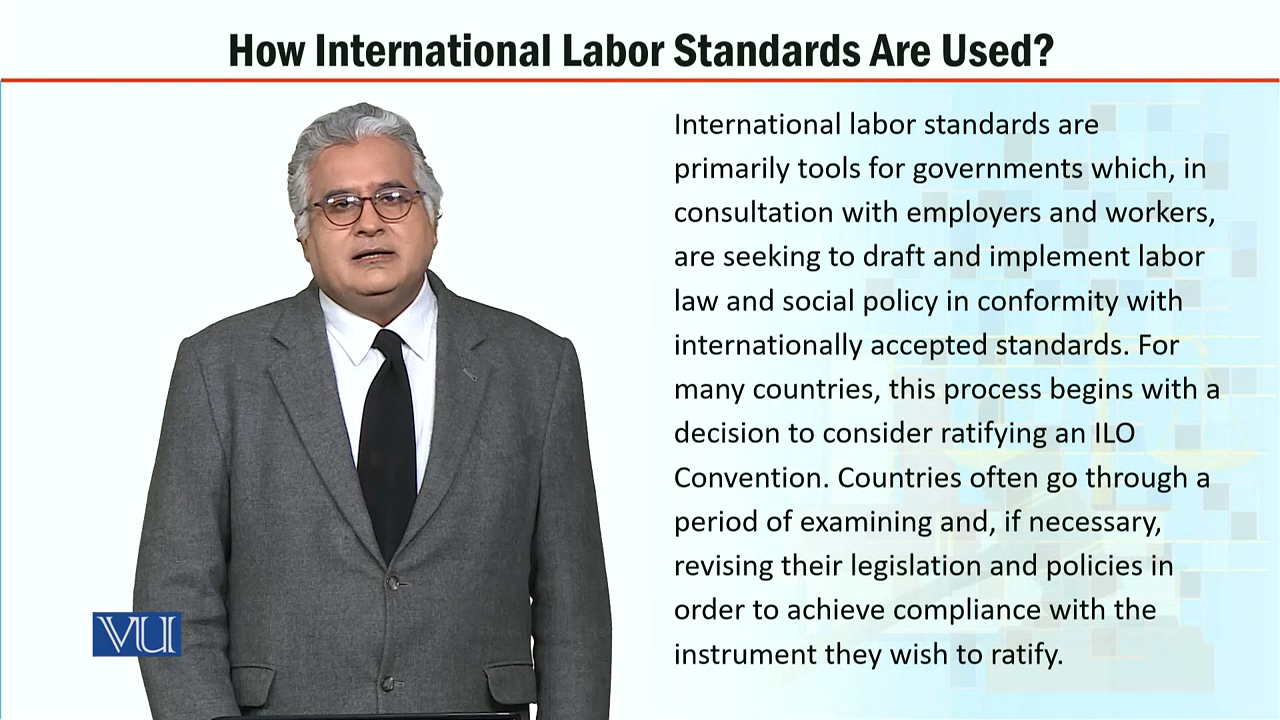 How International Labor Standards Are Used?
International labor standards are
primarily tools for governments which, in
consultation with employers and workers,
are seeking to draft and implement labor
law and social policy in conformity with
internationally accepted standards. For
many countries, this process begins with a
decision to consider ratifying an ILO
Convention. Countries often go through a
period of examining and, if necessary,
revising their legislation and policies in
order to achieve compliance with the
instrument they wish to ratify.
VU